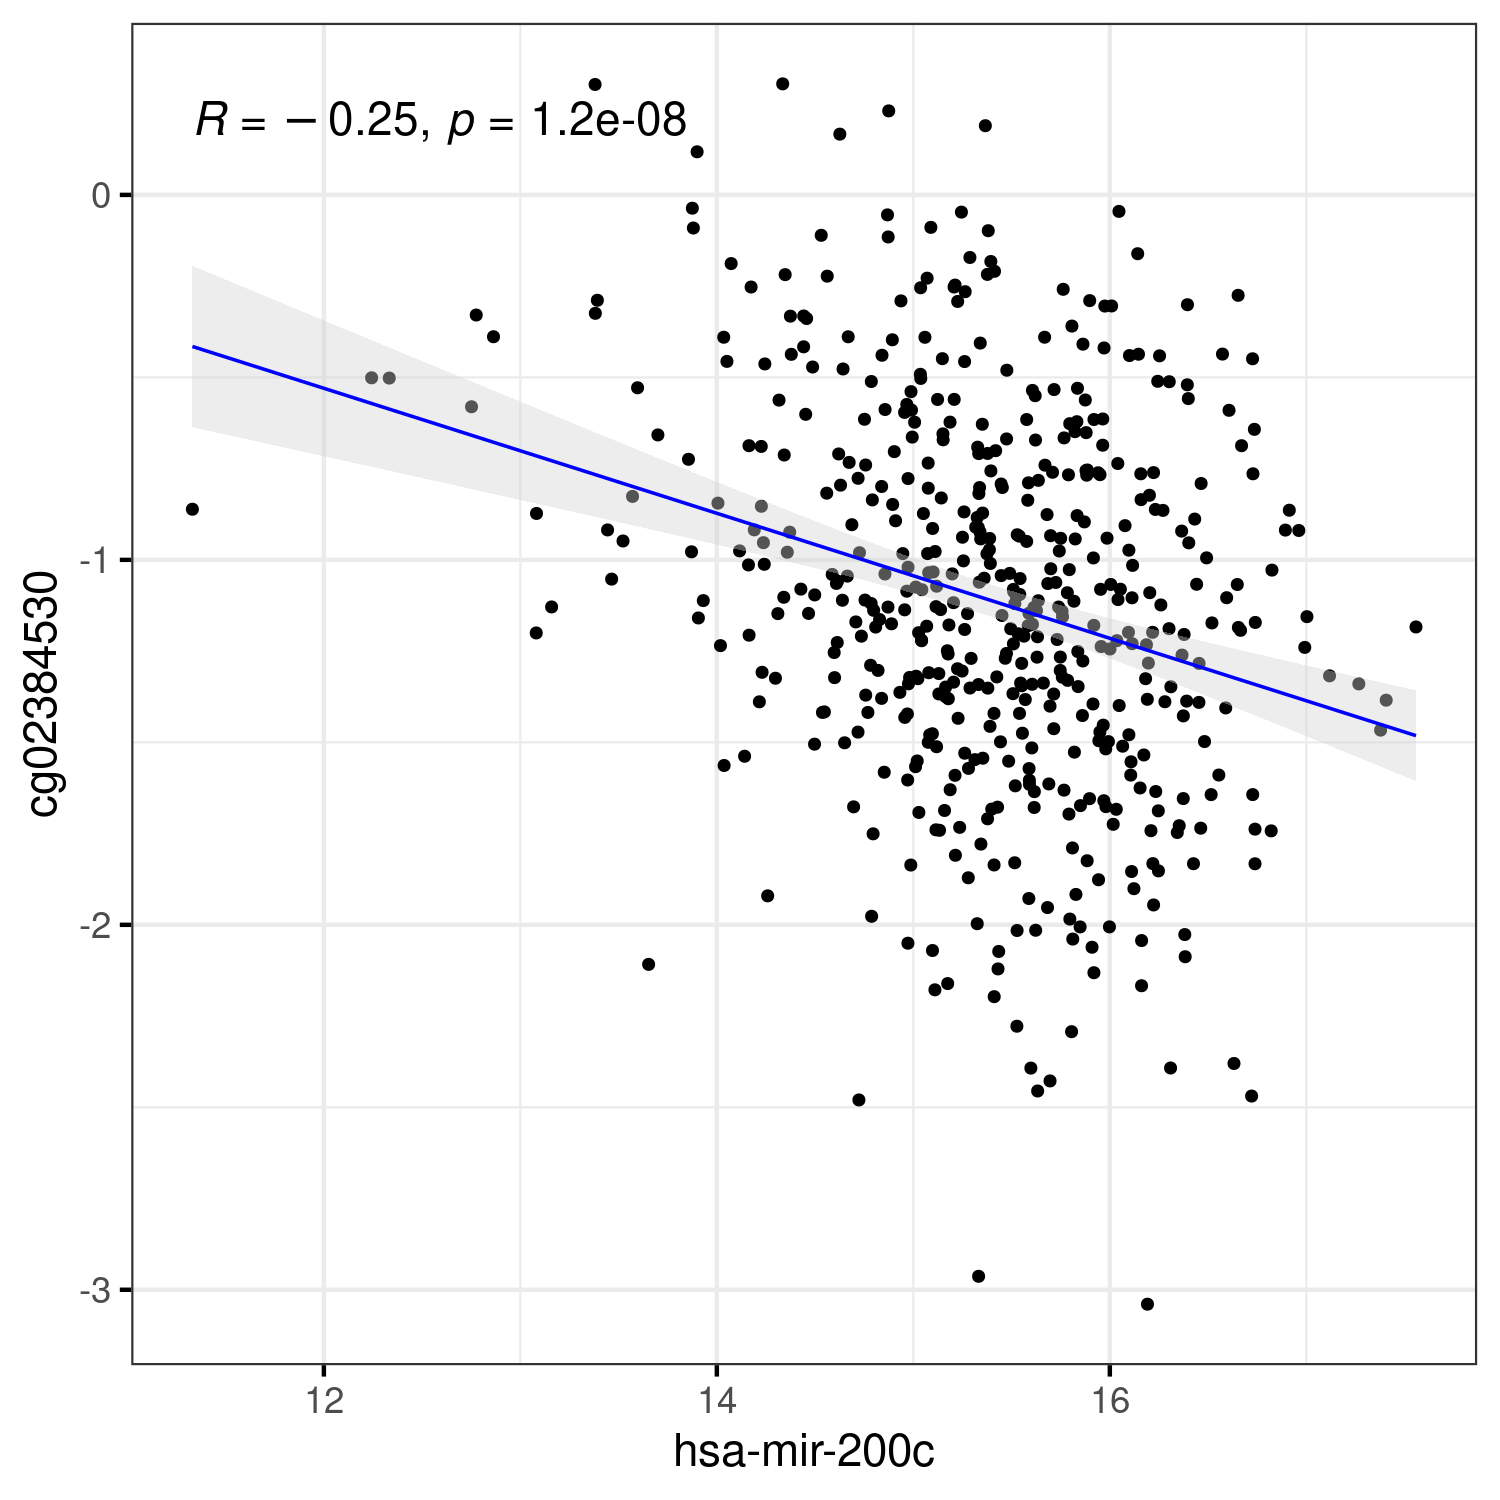 R = −0.25, p = 1.2e-08
0
-1
-2
-3
cg02384530
12 14 16
hsa-mir-200c